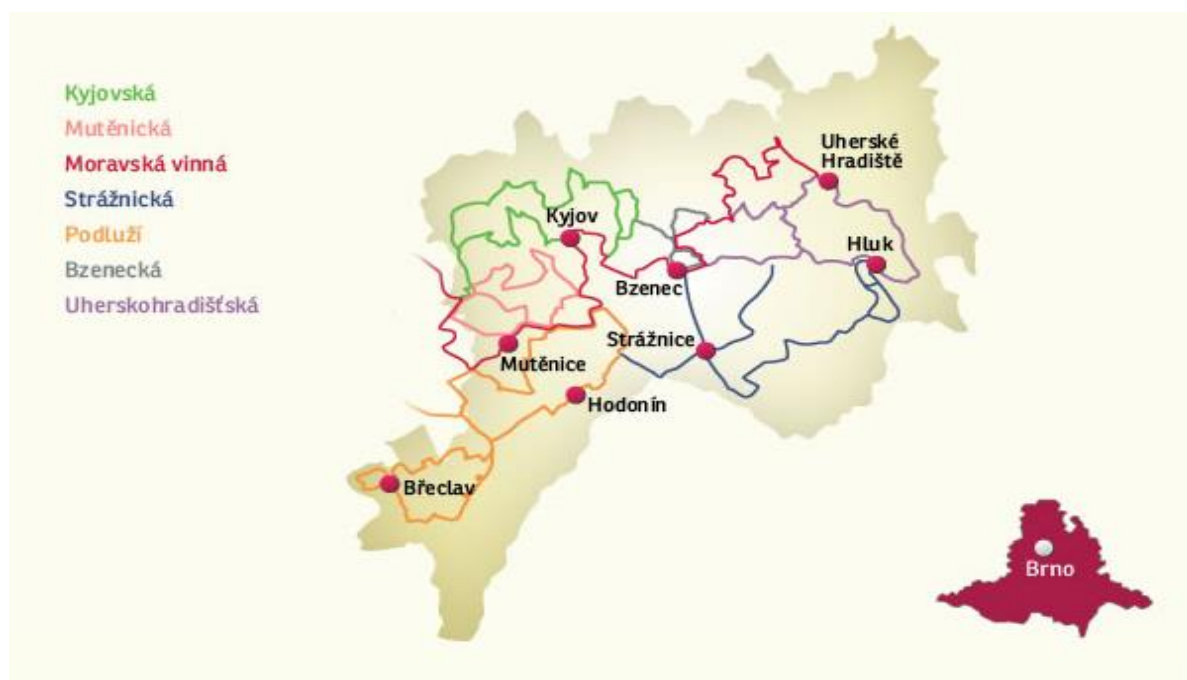 Kyjovská
Mutěnická
Moravská vinná
Strážnická
Podluží
Bzenecká
Uherskohradišťská
Uherské
Hradiště
Kyjov
Hluk
Bzenec
Strážnice
Mutěnice
Hodonín
Břeclav
Brno